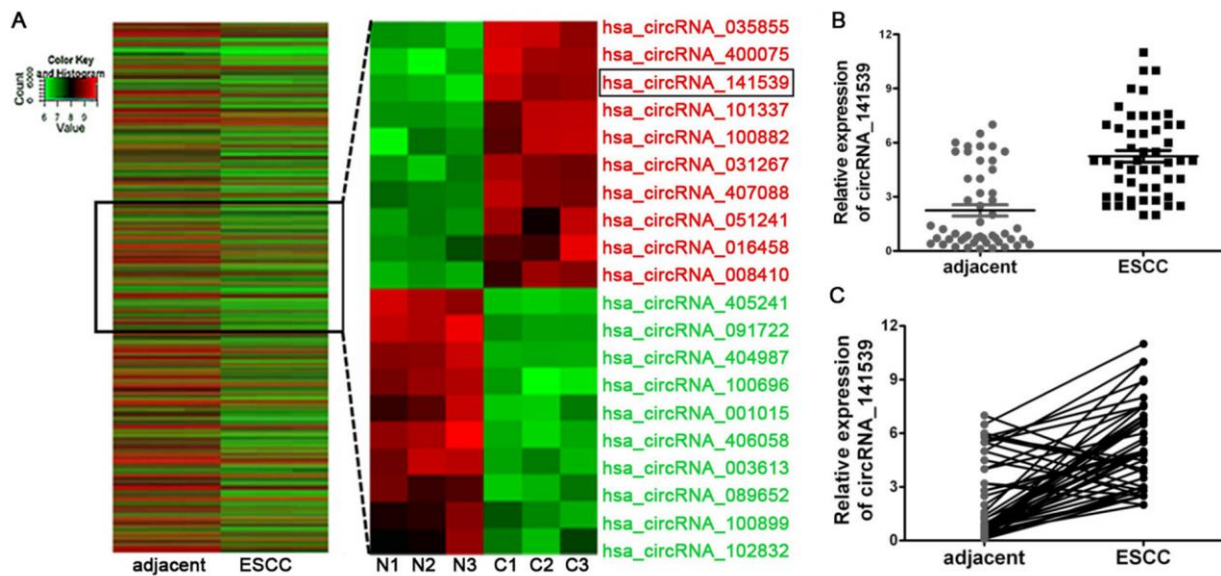 A
Color Key
and Histogram
Count
0 6000
6 7 8 9
Value
adjacent ESCC
hsa_circRNA_035855
hsa_circRNA_400075
hsa_circRNA_141539
hsa_circRNA_101337
hsa_circRNA_100882
hsa_circRNA_031267
hsa_circRNA_407088
hsa_circRNA_051241
hsa_circRNA_016458
hsa_circRNA_008410
hsa_circRNA_405241
hsa_circRNA_091722
hsa_circRNA_404987
hsa_circRNA_100696
hsa_circRNA_001015
hsa_circRNA_406058
hsa_circRNA_003613
hsa_circRNA_089652
hsa_circRNA_100899
hsa_circRNA_102832
N1 N2 N3 C1 C2 C3
B
Relative expression
of circRNA_141539
12
9
6
3
0
adjacent ESCC
C
Relative expression
of circRNA_141539
12
9
6
3
0
adjacent ESCC